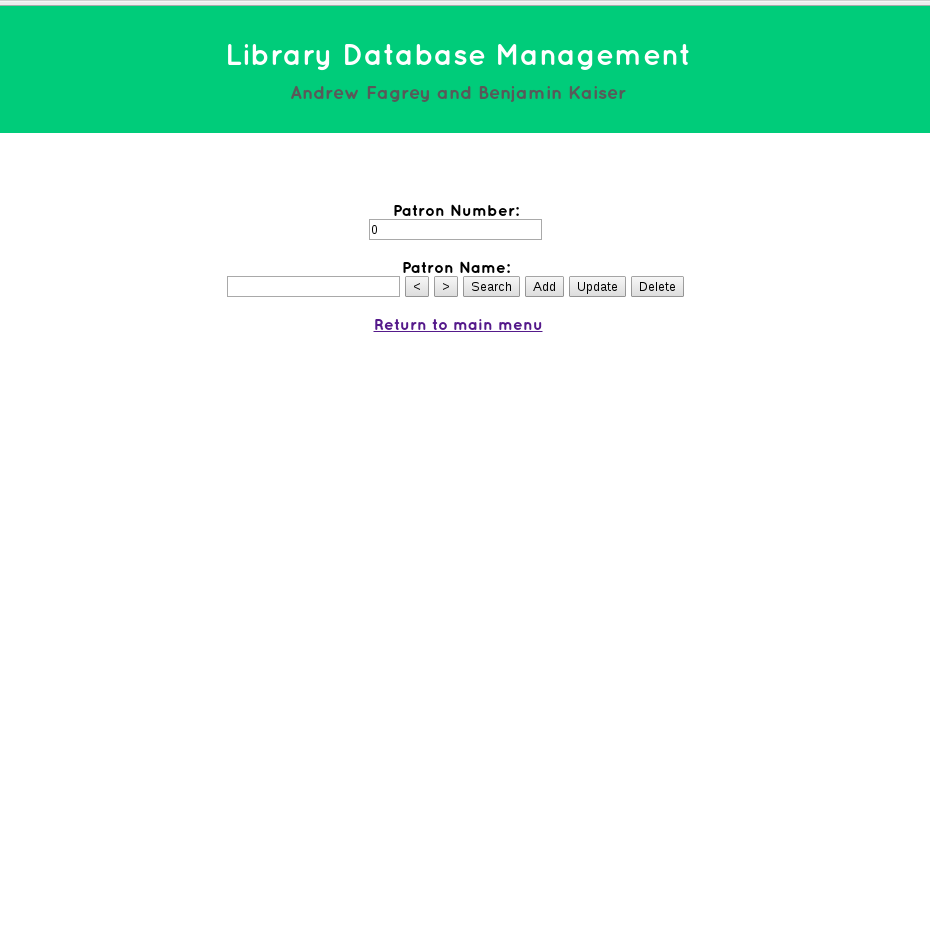 Library Database Management
Andrew Fagrey and Benjamin Kaiser
Patron Number:
0
Patron Name:
< > Search Add Update Delete
Return to main menu